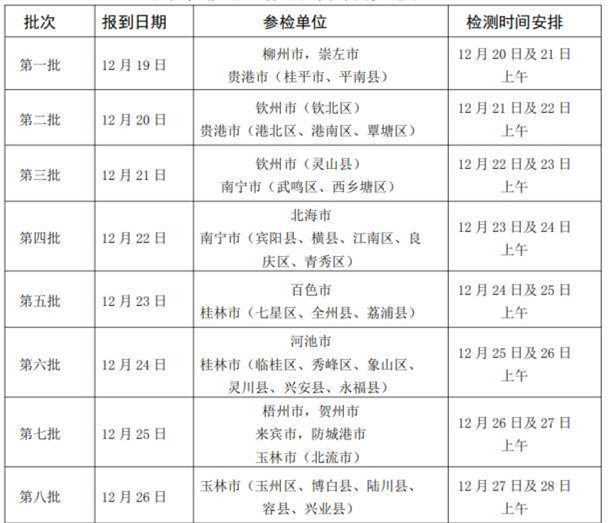 批次 报到日期 参检单位 检测时间安排
第一批 12 月 19 日 柳州市，崇左市
贵港市（桂平市、平南县） 12 月 20 日及 21 日
上午
第二批 12 月 20 日 钦州市（钦北区）
贵港市（港北区、港南区、覃塘区） 12 月 21 日及 22 日
上午
第三批 12 月 21 日 钦州市（灵山县）
南宁市（武鸣区、西乡塘区） 12 月 22 日及 23 日
上午
第四批 12 月 22 日 北海市
南宁市（宾阳县、横县、江南区、良
庆区、青秀区） 12 月 23 日及 24 日
上午
第五批 12 月 23 日 百色市
桂林市（七星区、全州县、荔浦县） 12 月 24 日及 25 日
上午
第六批 12 月 24 日 河池市
桂林市（临桂区、秀峰区、象山区、
灵川县、兴安县、永福县） 12 月 25 日及 26 日
上午
第七批 12 月 25 日 梧州市，贺州市
来宾市，防城港市
玉林市（北流市） 12 月 26 日及 27 日
上午
第八批 12 月 26 日 玉林市（玉州区、博白县、陆川县、
容县、兴业县） 12 月 27 日及 28 日
上午